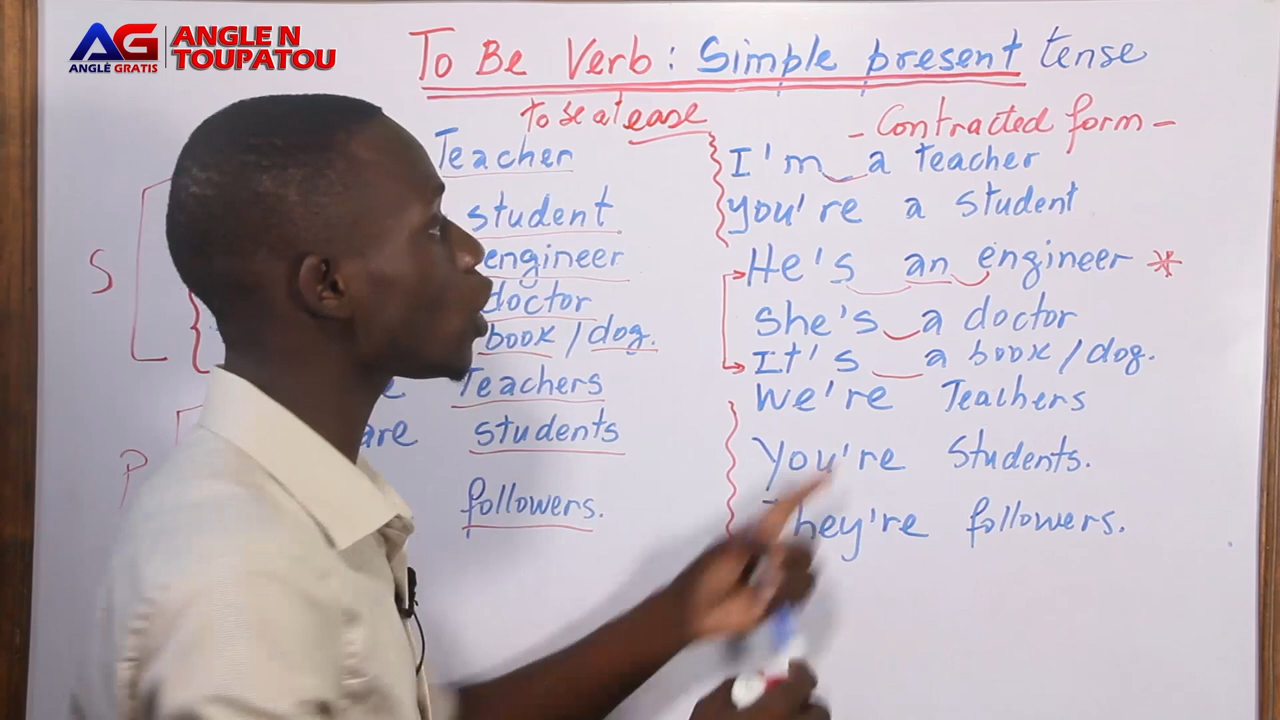 AG ANGLE N
TOUPATOU
ANGLÈ GRATIS
To Be Verb: Simple present tense
To be at ease
- Contracted form -
Teacher
student
engineer
doctor
book / dog.
Teachers
are students
followers.
S
P
I'm a teacher
You're a student
He's an engineer *
She's a doctor
It's a book / dog.
We're Teachers
You're Students.
They're followers.